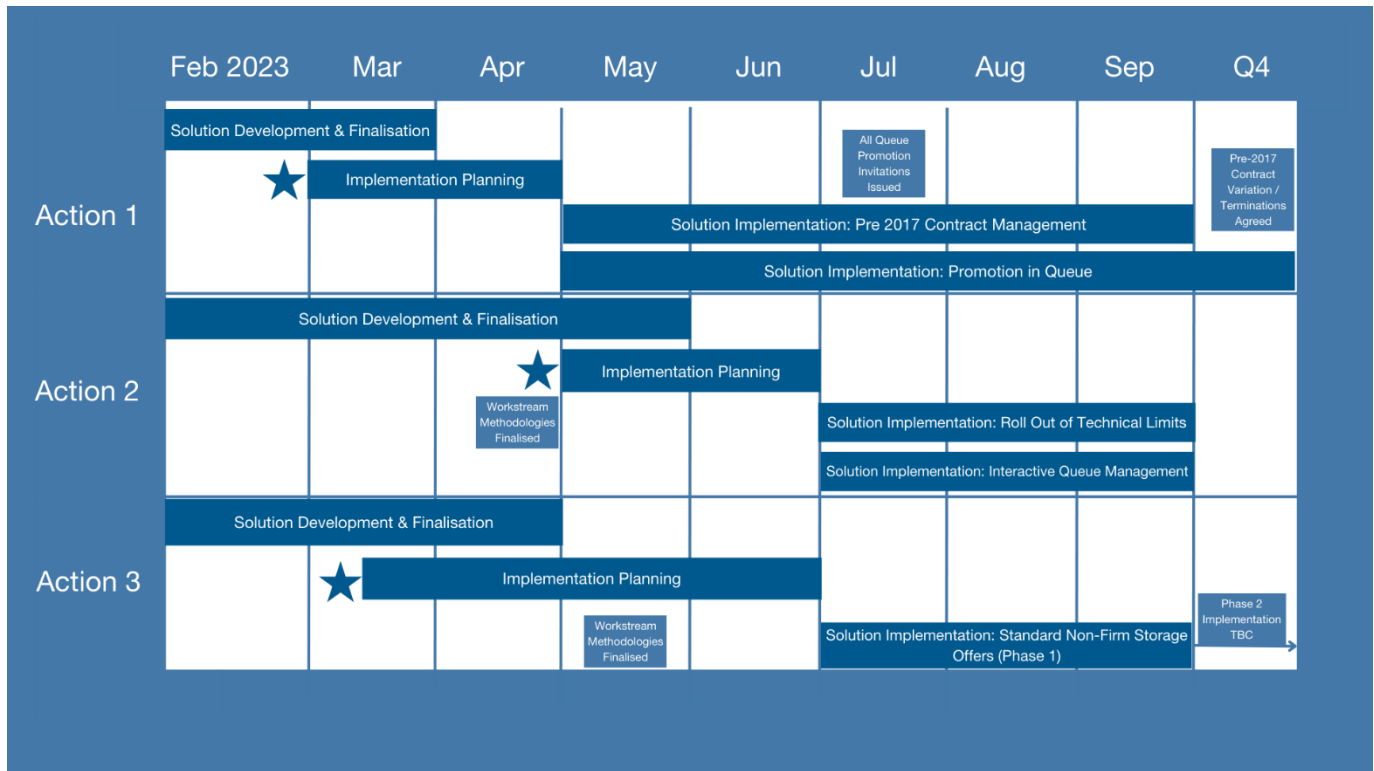 Feb 2023 Mar Apr May Jun Jul Aug Sep Q4
Action 1
Solution Development & Finalisation
Implementation Planning
All Queue
Promotion
Invitations
Issued
Pre-2017
Contract
Variation /
Terminations
Agreed
Solution Implementation: Pre 2017 Contract Management
Solution Implementation: Promotion in Queue
Action 2
Solution Development & Finalisation
Implementation Planning
Workstream
Methodologies
Finalised
Solution Implementation: Roll Out of Technical Limits
Solution Implementation: Interactive Queue Management
Action 3
Solution Development & Finalisation
Implementation Planning
Workstream
Methodologies
Finalised
Solution Implementation: Standard Non-Firm Storage
Offers (Phase 1)
Phase 2
Implementation
TBC